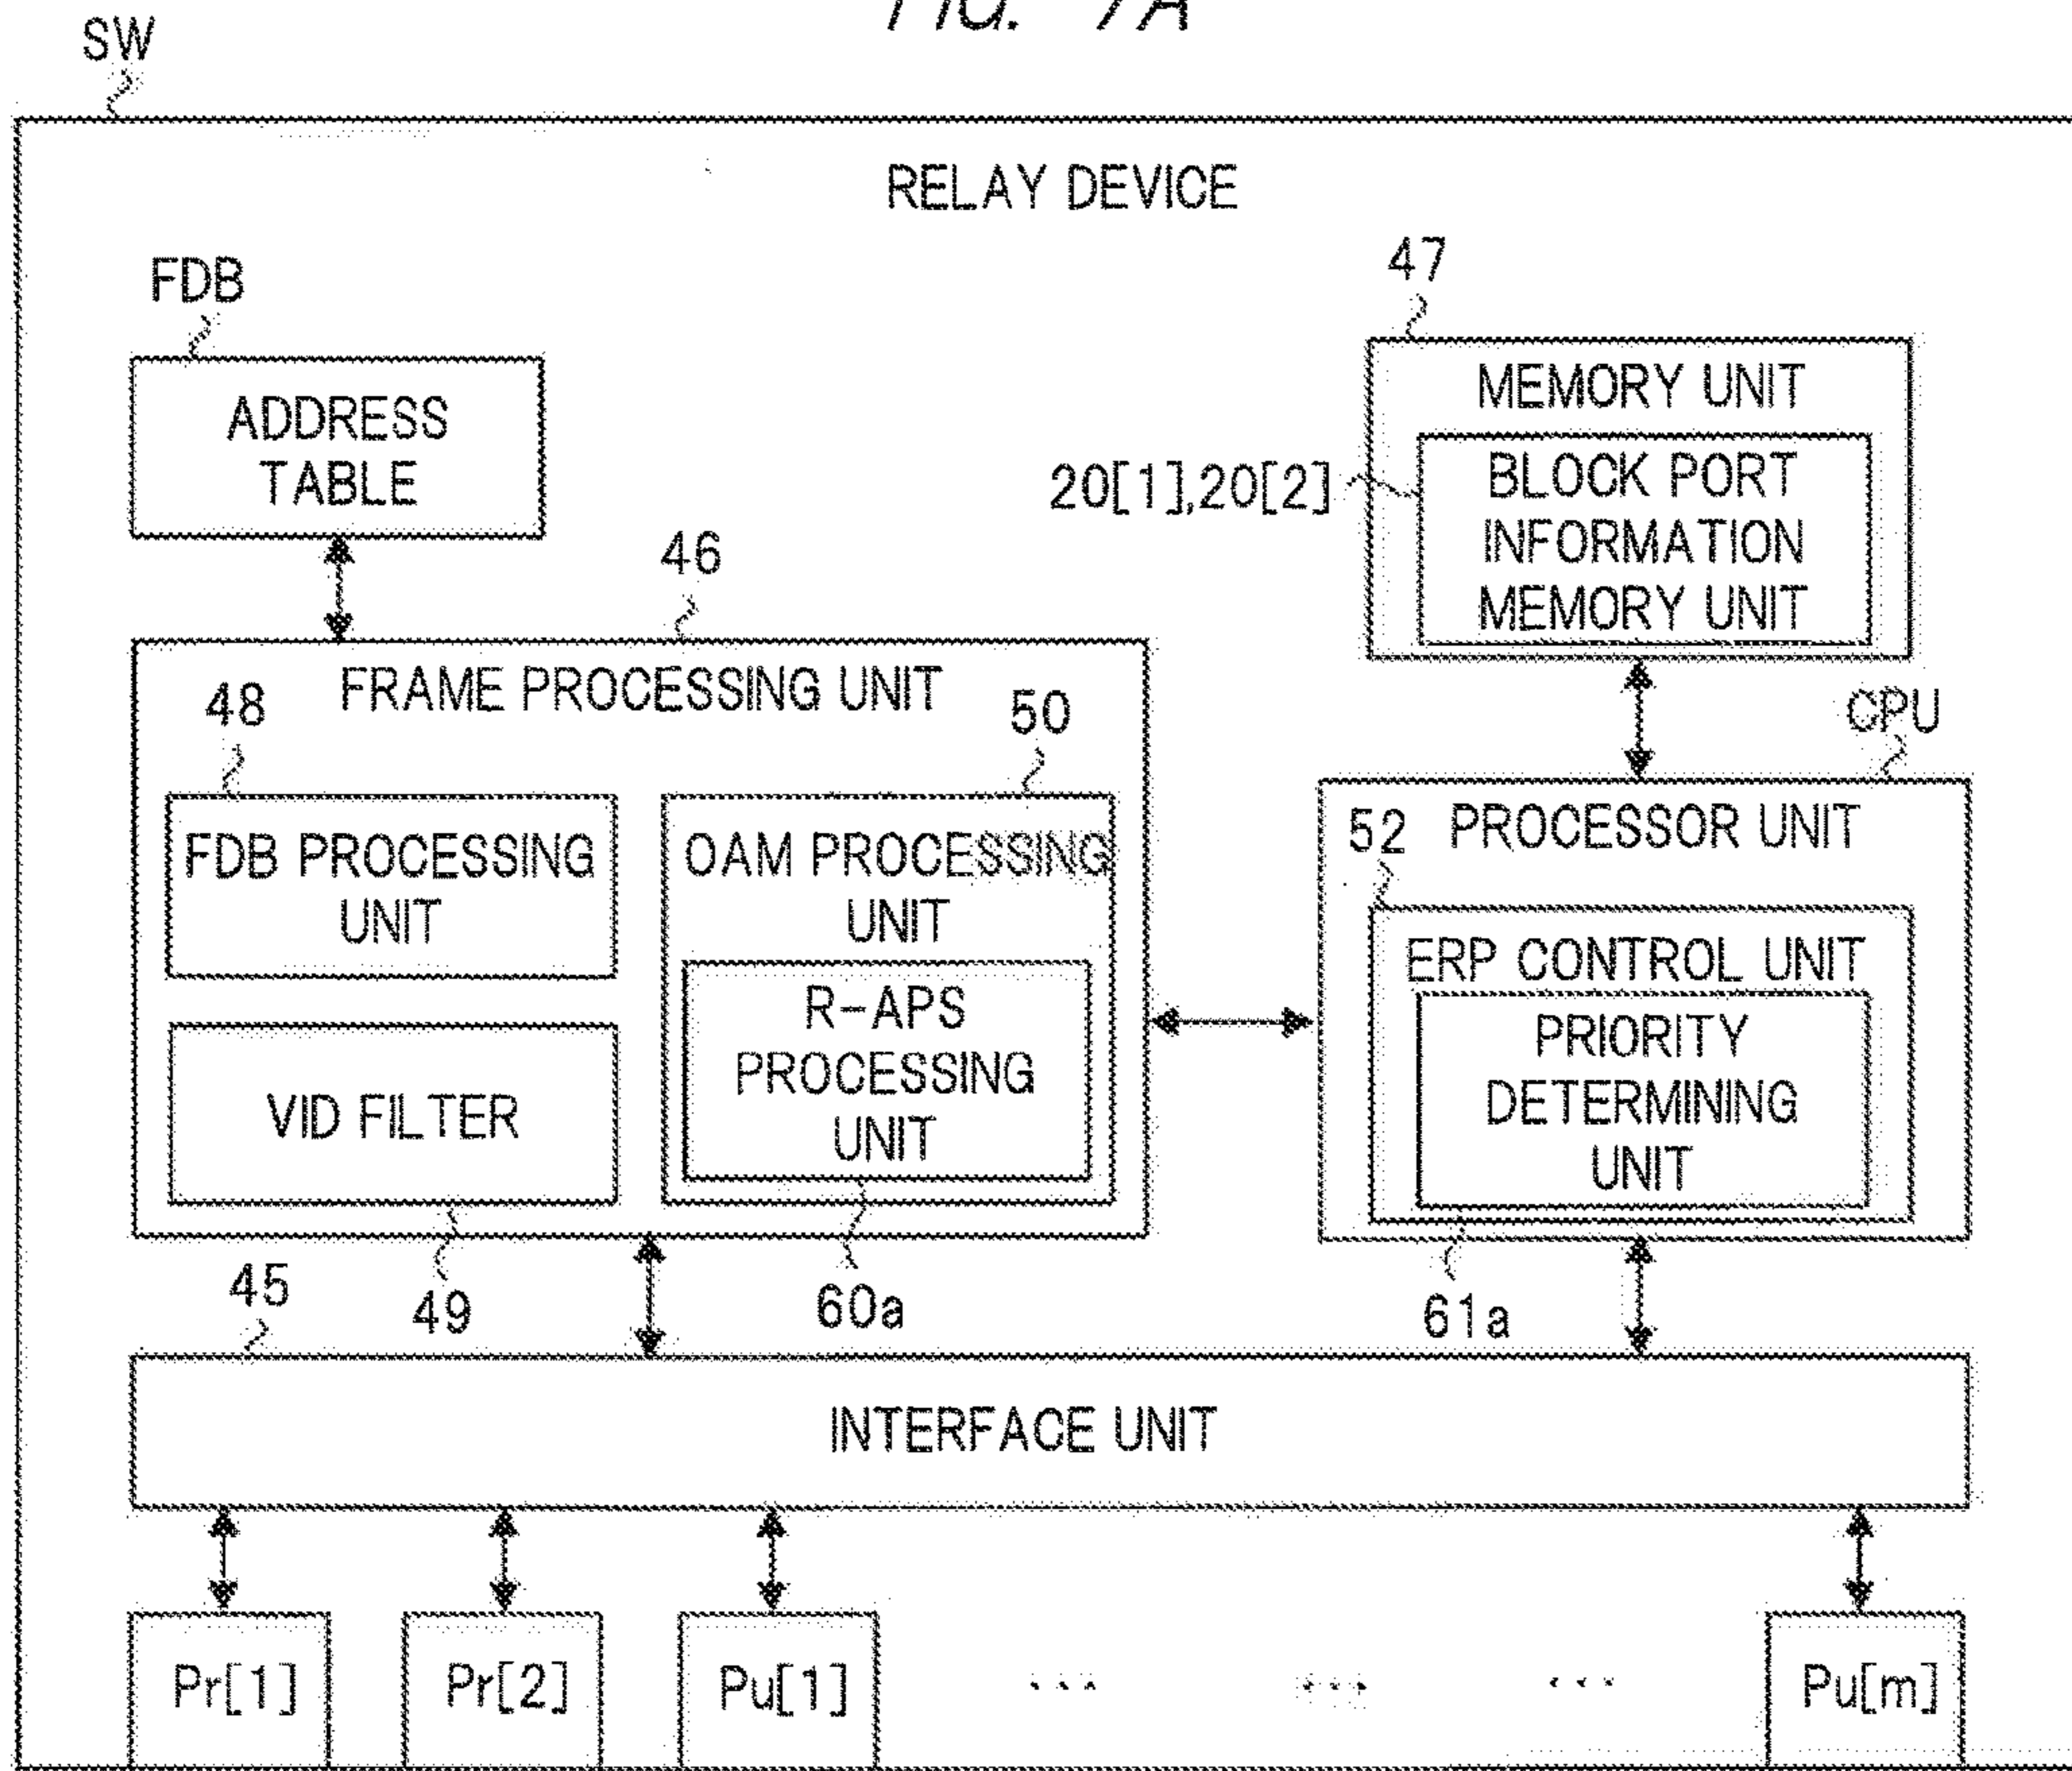 FIG. 7A
SW
RELAY DEVICE
FDB
ADDRESS
TABLE
47
MEMORY UNIT
20[1],20[2]
BLOCK PORT
INFORMATION
MEMORY UNIT
46
FRAME PROCESSING UNIT
48
FDB PROCESSING
UNIT
50
OAM PROCESSING
UNIT
R-APS
PROCESSING
UNIT
VID FILTER
CPU
PROCESSOR UNIT
52
ERP CONTROL UNIT
PRIORITY
DETERMINING
UNIT
45
49
60a
61a
INTERFACE UNIT
Pr[1]
Pr[2]
Pu[1]
... ... ...
Pu[m]